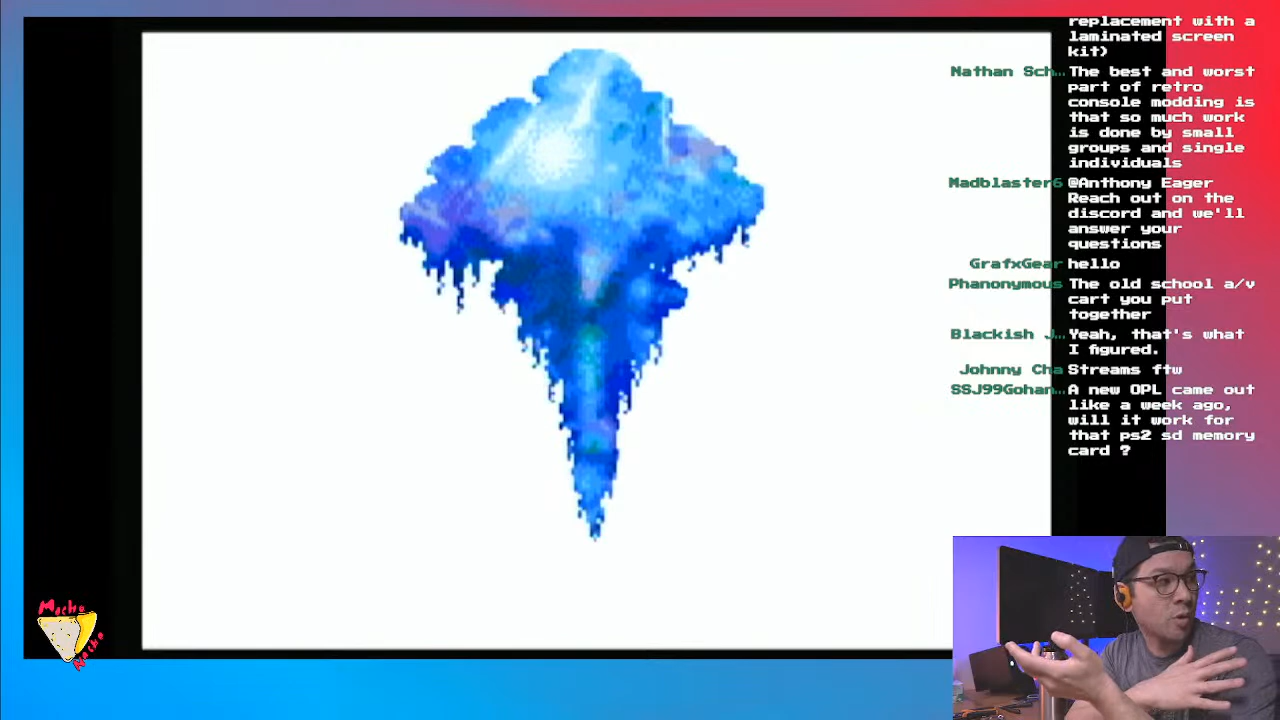 replacement with a
laminated screen
kit)
Nathan Sch… The best and worst
part of retro
console modding is
that so much work
is done by small
groups and single
individuals
Madblaster6 @Anthony Eager
Reach out on the
discord and we'll
answer your
questions
GrafxGear hello
Phanonymous The old school a/v
cart you put
together
Blackish J… Yeah, that's what
I figured.
Johnny Cha Streams ftw
SSJ99Gohan… A new OPL came out
like a week ago,
will it work for
that ps2 sd memory
card ?
Macho
Nacho